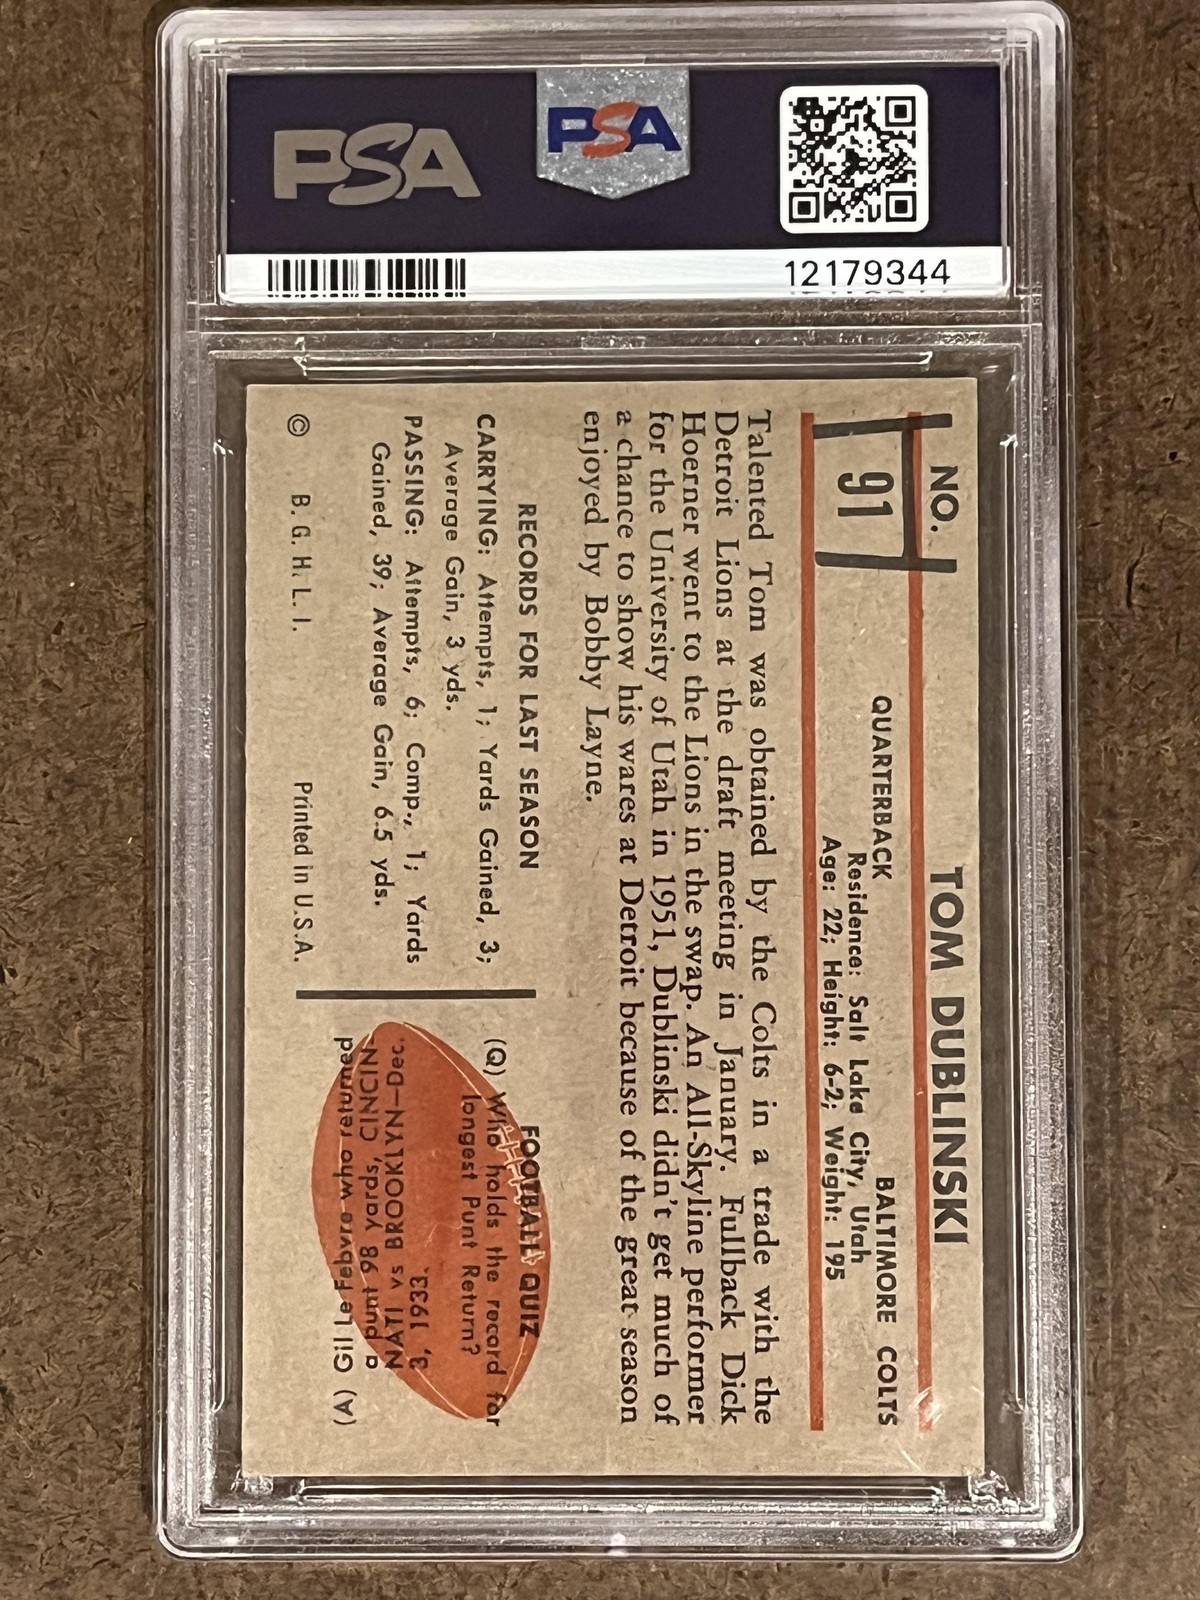 PSA
PSA
12179344
NO.
91
TOM DUBLINSKI
QUARTERBACK BALTIMORE COLTS
Residence: Salt Lake City, Utah
Age: 22; Height: 6-2; Weight: 195
Talented Tom was obtained by the Colts in a trade with the
Detroit Lions at the draft meeting in January. Fullback Dick
Hoerner went to the Lions in the swap. An All-Skyline performer
for the University of Utah in 1951, Dublinski didn't get much of
a chance to show his wares at Detroit because of the great season
enjoyed by Bobby Layne.
RECORDS FOR LAST SEASON
CARRYING: Attempts, 1; Yards Gained, 3;
Average Gain, 3 yds.
PASSING: Attempts, 6; Comp., 1; Yards
Gained, 39; Average Gain, 6.5 yds.
© B. G. H. L. I. Printed in U.S.A.
FOOTBALL QUIZ
(Q) Who holds the record for
longest Punt Return?
(A) Gil Le Febvre who returned
a punt 98 yards, CINCIN-
NATI vs BROOKLYN—Dec.
3, 1933.